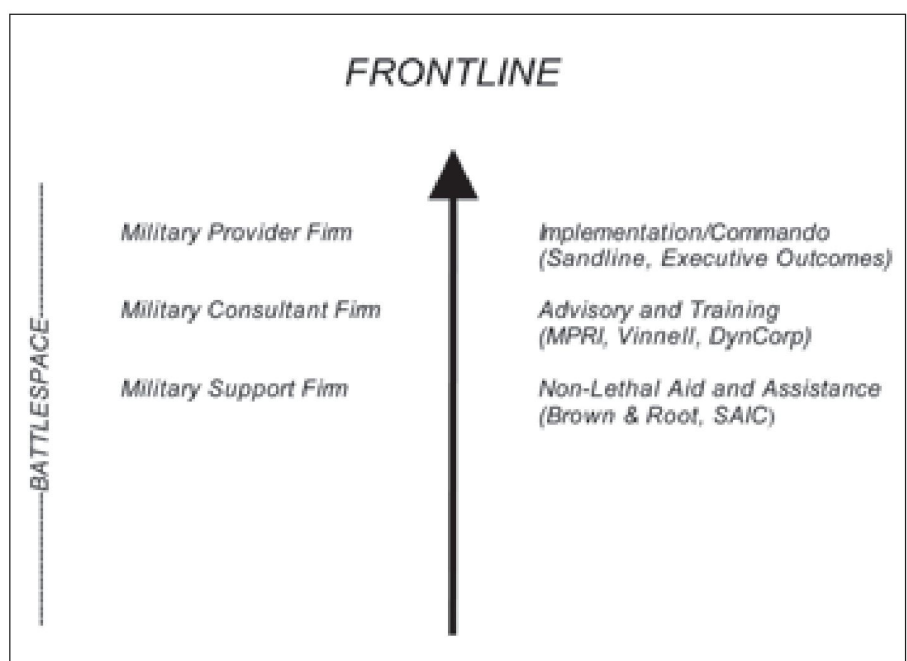 FRONTLINE
BATTLESPACE
Military Provider Firm
Implementation/Commando
(Sandline, Executive Outcomes)
Military Consultant Firm
Advisory and Training
(MPRI, Vinnell, DynCorp)
Military Support Firm
Non-Lethal Aid and Assistance
(Brown & Root, SAIC)